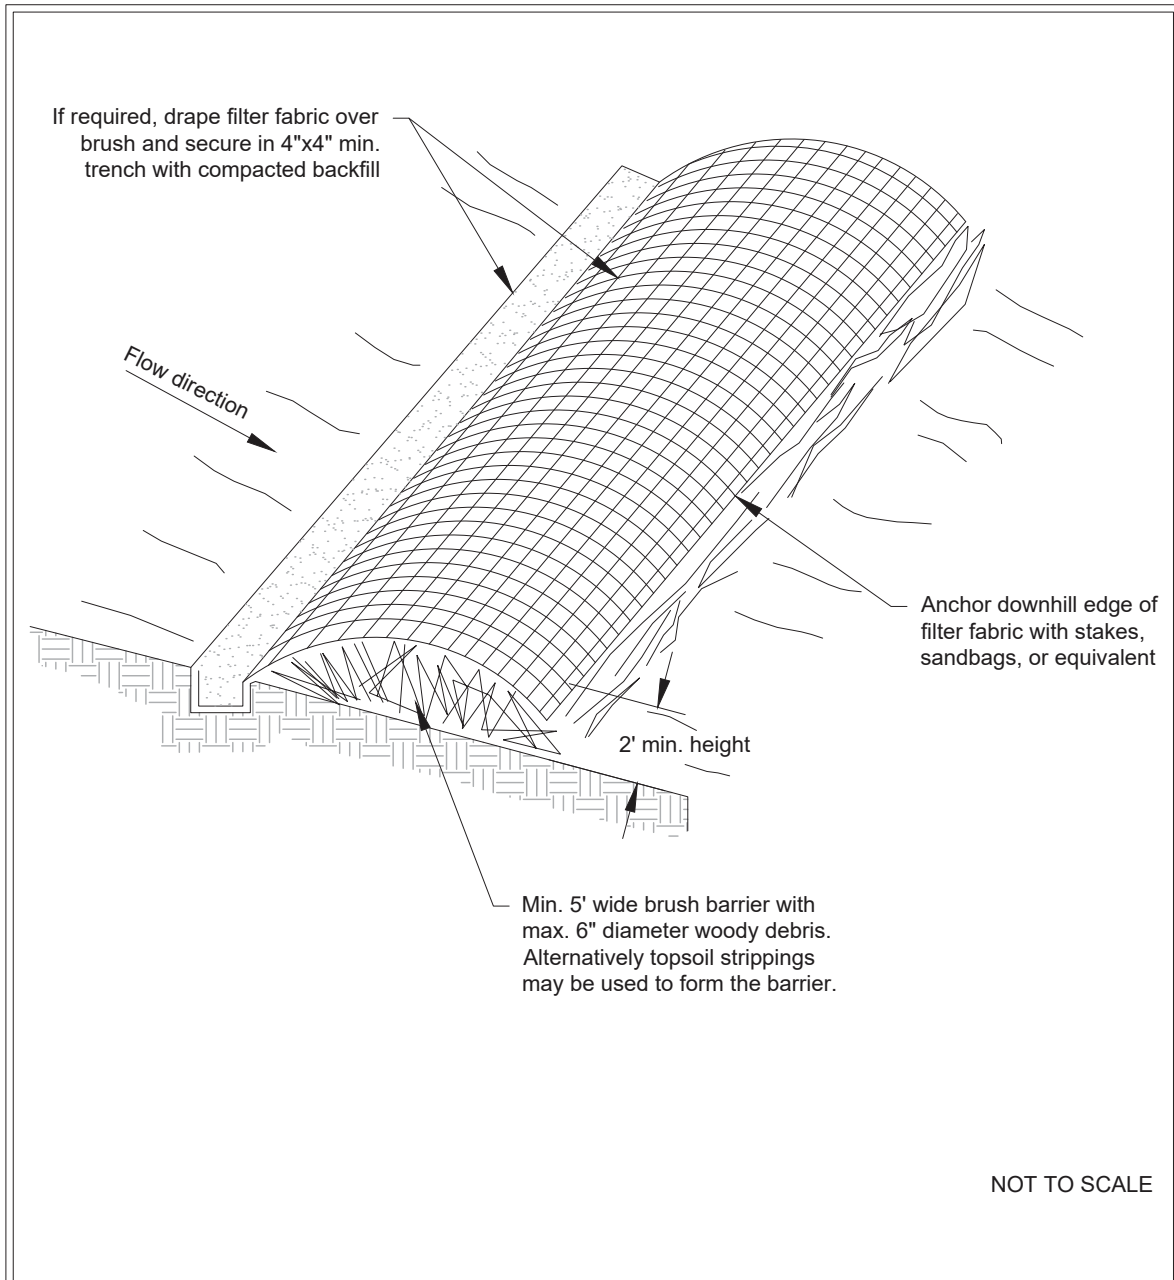 If required, drape filter fabric over
brush and secure in 4"x4" min.
trench with compacted backfill
Flow direction
Anchor downhill edge of
filter fabric with stakes,
sandbags, or equivalent
2' min. height
Min. 5' wide brush barrier with
max. 6" diameter woody debris.
Alternatively topsoil strippings
may be used to form the barrier.
NOT TO SCALE